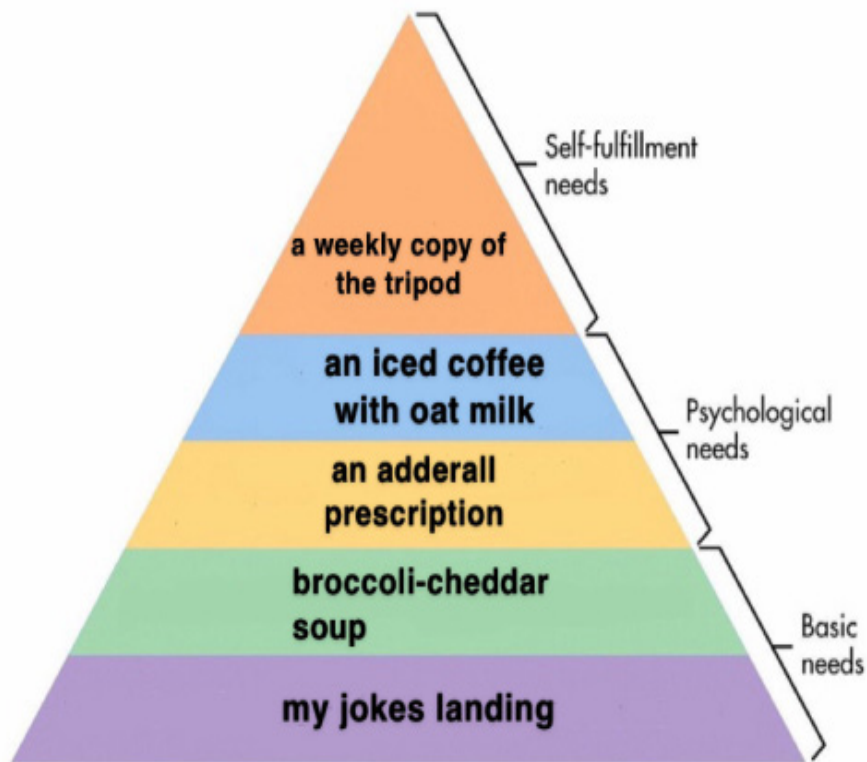 Self-fulfillment
needs
a weekly copy of
the tripod
an iced coffee
with oat milk
Psychological
needs
an adderall
prescription
broccoli-cheddar
soup
Basic
needs
my jokes landing